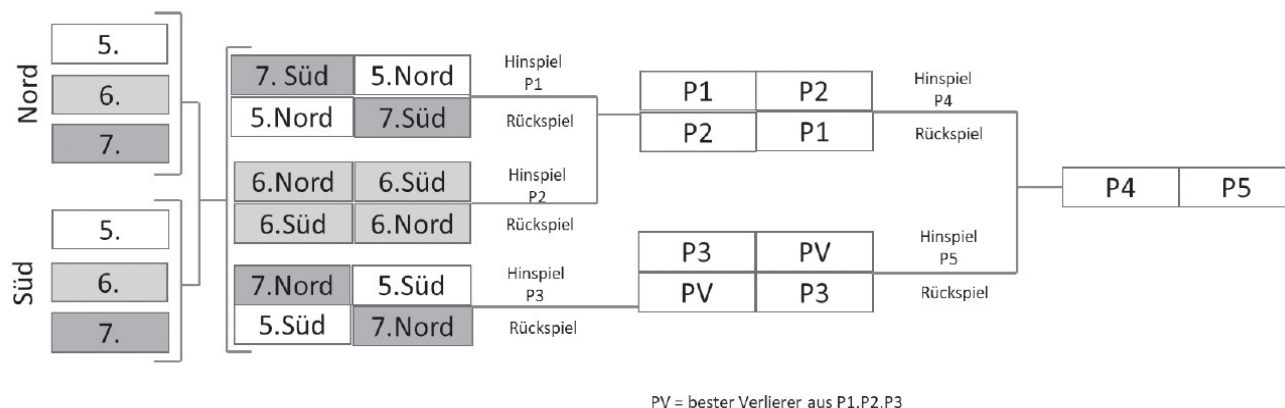 Nord
5.
6.
7.
Süd
5.
6.
7.
7. Süd 5.Nord
5.Nord 7.Süd
Hinspiel
P1
Rückspiel
6.Nord 6.Süd
6.Süd 6.Nord
Hinspiel
P2
Rückspiel
7.Nord 5.Süd
5.Süd 7.Nord
Hinspiel
P3
Rückspiel
P1 P2
P2 P1
Hinspiel
P4
Rückspiel
P3 PV
PV P3
Hinspiel
P5
Rückspiel
P4 P5
PV = bester Verlierer aus P1,P2,P3